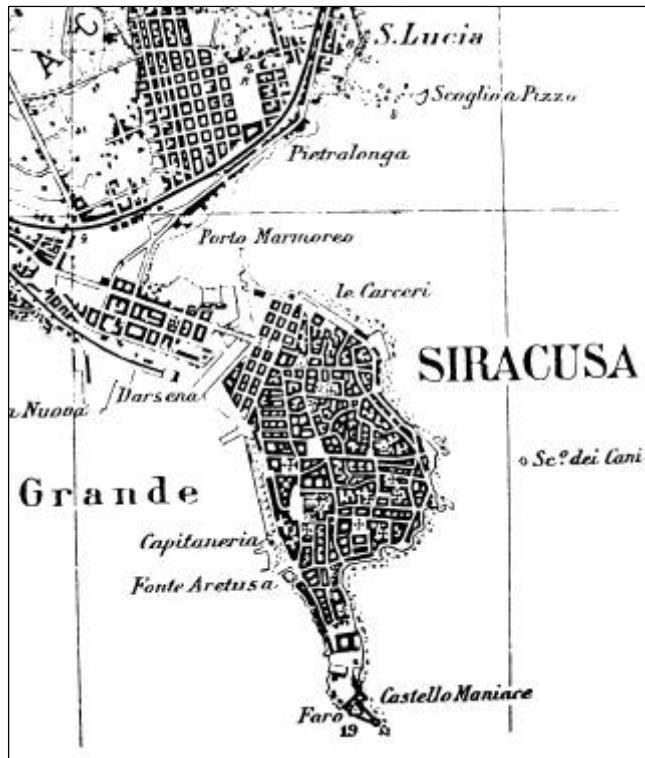 A C
S. Lucia
Scoglio a Pizzo
Pietralonga
Porto Marmoreo
le Carceri
SIRACUSA
Darsena
a Nuova
Sc.º dei Cani
Grande
Capitaneria
Fonte Aretusa
Castello Maniace
Faro
19